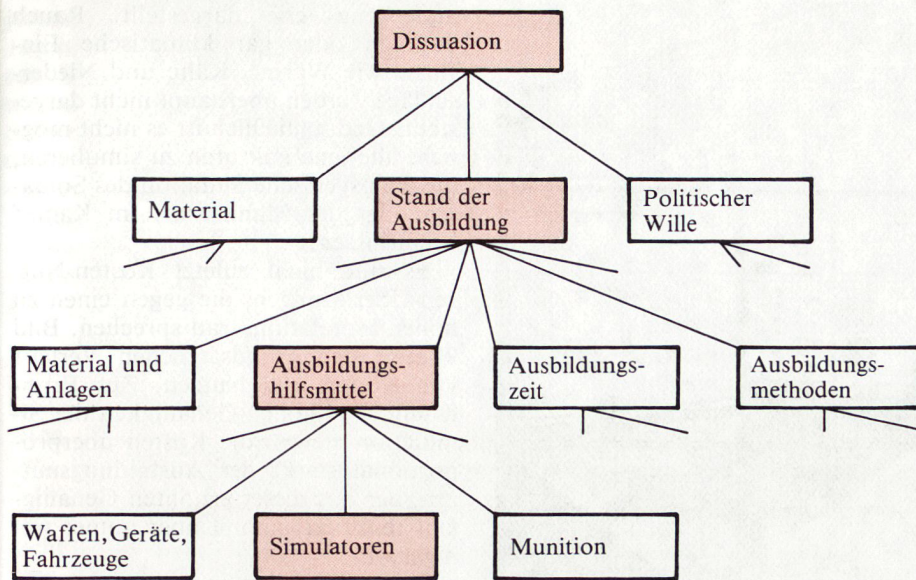 Dissuasion
Material
Stand der
Ausbildung
Politischer
Wille
Material und
Anlagen
Ausbildungs-
hilfsmittel
Ausbildungs-
zeit
Ausbildungs-
methoden
Waffen, Geräte,
Fahrzeuge
Simulatoren
Munition